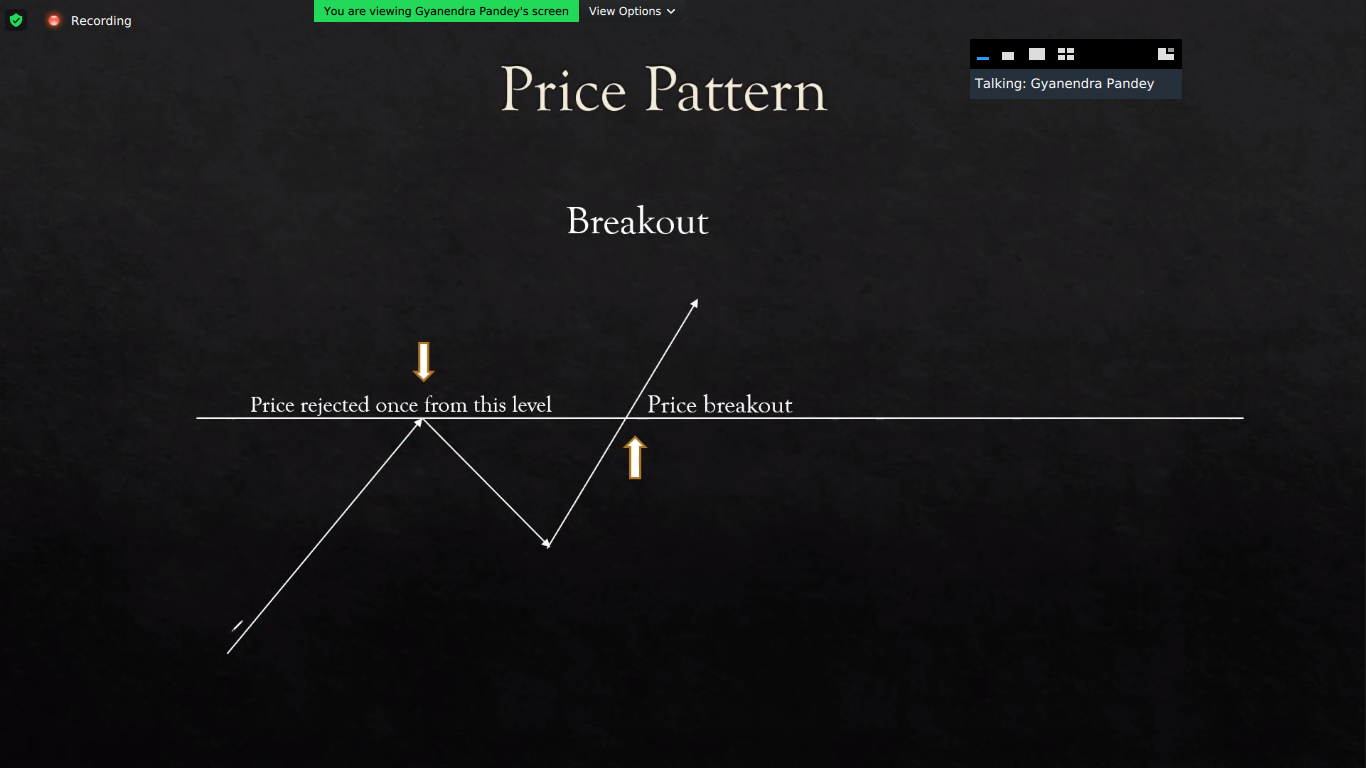 Recording
You are viewing Gyanendra Pandey's screen
View Options
Price Pattern
Talking: Gyanendra Pandey
Breakout
Price rejected once from this level
Price breakout